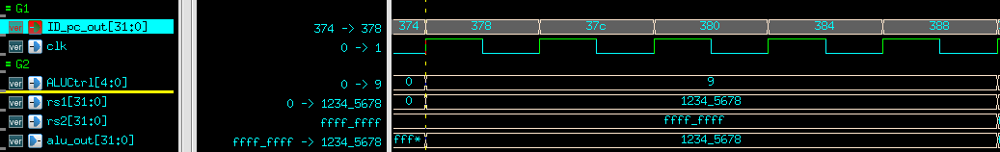 = G1
ver ID_pc_out[31:0] 374 -> 378 374 378 37c 380 384 388
ver clk 0 -> 1
= G2
ver ALUCtrl[4:0] 0 -> 9 0 9
ver rs1[31:0] 0 -> 1234_5678 0 1234_5678
ver rs2[31:0] ffff_ffff ffff_ffff
ver alu_out[31:0] ffff_ffff -> 1234_5678 fff* 1234_5678